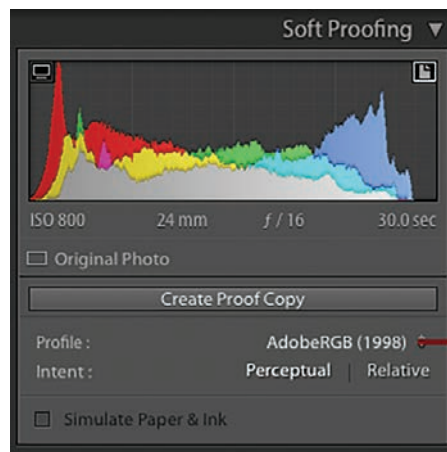 Soft Proofing
ISO 800 24 mm ƒ / 16 30.0 sec
Original Photo
Create Proof Copy
Profile : AdobeRGB (1998)
Intent : Perceptual | Relative
Simulate Paper & Ink